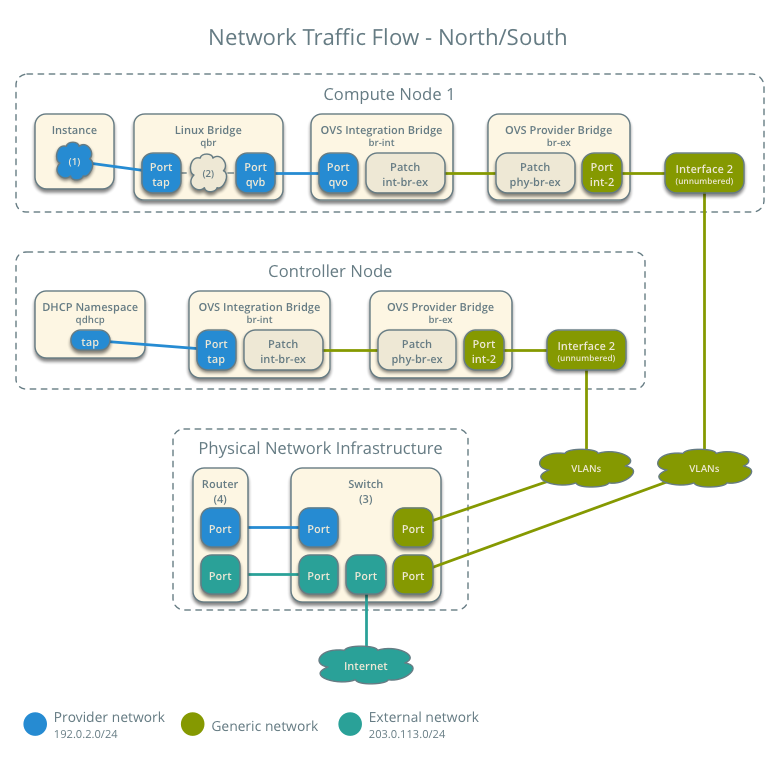 Network Traffic Flow - North/South
Compute Node 1
Instance
(1)
Linux Bridge
qbr
Port
tap
(2)
Port
qvb
OVS Integration Bridge
br-int
Port
qvo
Patch
int-br-ex
OVS Provider Bridge
br-ex
Patch
phy-br-ex
Port
int-2
Interface 2
(unnumbered)
Controller Node
DHCP Namespace
qdhcp
tap
OVS Integration Bridge
br-int
Port
tap
Patch
int-br-ex
OVS Provider Bridge
br-ex
Patch
phy-br-ex
Port
int-2
Interface 2
(unnumbered)
VLANs
VLANs
Physical Network Infrastructure
Router
(4)
Port
Port
Switch
(3)
Port
Port
Port
Port
Port
Internet
Provider network
192.0.2.0/24
Generic network
External network
203.0.113.0/24